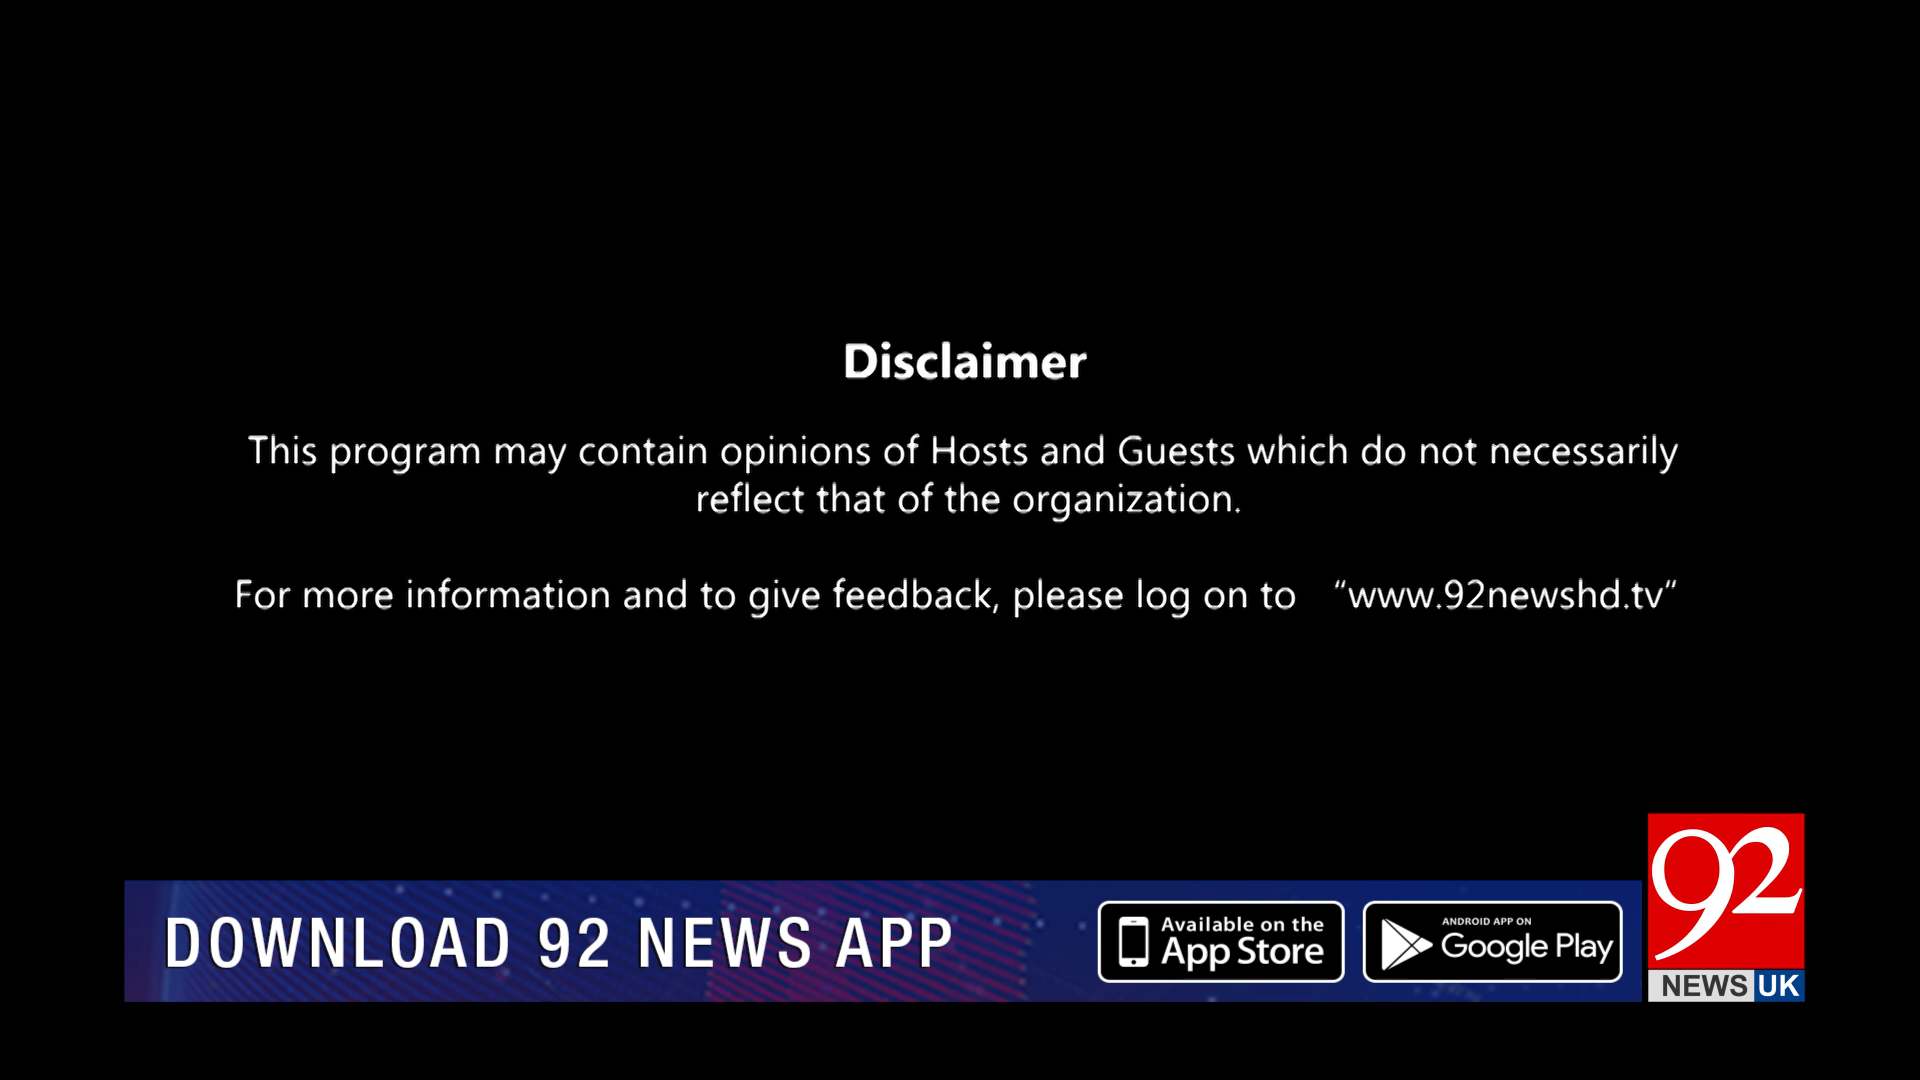 Disclaimer
This program may contain opinions of Hosts and Guests which do not necessarily
reflect that of the organization.
For more information and to give feedback, please log on to “www.92newshd.tv”
DOWNLOAD 92 NEWS APP
Available on the
App Store
ANDROID APP ON
Google Play
92
NEWS UK